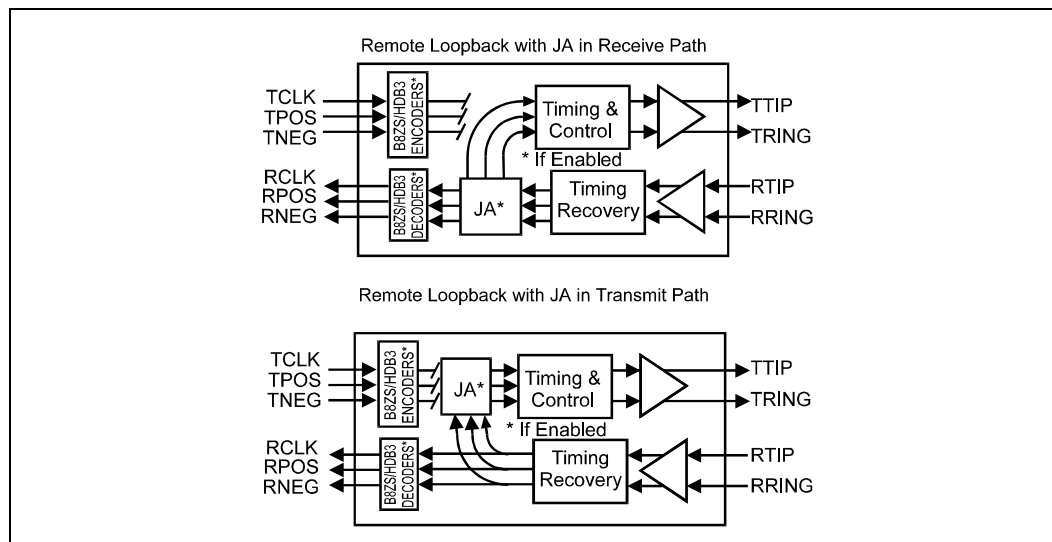 Remote Loopback with JA in Receive Path
TCLK
TPOS
TNEG
B8ZS/HDB3
ENCODERS*
Timing &
Control
TTIP
TRING
* If Enabled
RCLK
RPOS
RNEG
B8ZS/HDB3
DECODERS*
JA*
Timing
Recovery
RTIP
RRING
Remote Loopback with JA in Transmit Path
TCLK
TPOS
TNEG
B8ZS/HDB3
ENCODERS*
JA*
Timing &
Control
TTIP
TRING
* If Enabled
RCLK
RPOS
RNEG
B8ZS/HDB3
DECODERS*
Timing
Recovery
RTIP
RRING